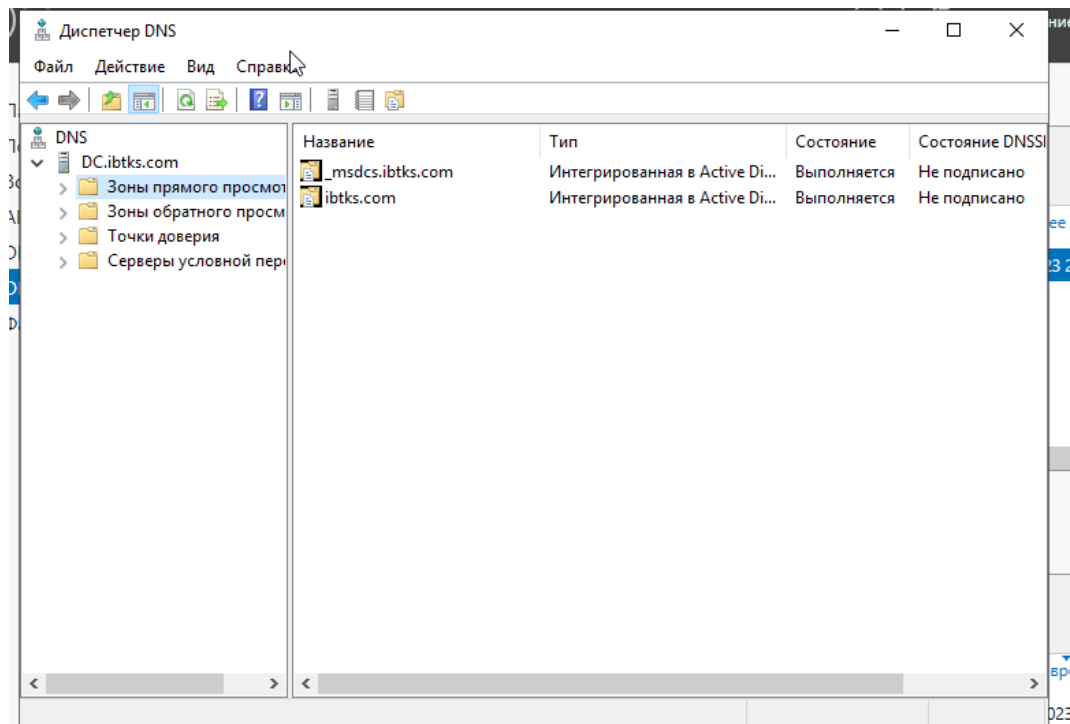 Диспетчер DNS
Файл Действие Вид Справк
DNS
DC.ibtks.com
Зоны прямого просмот
Зоны обратного просм
Точки доверия
Серверы условной пер
Название Тип Состояние Состояние DNSS
_msdcs.ibtks.com Интегрированная в Active Di... Выполняется Не подписано
ibtks.com Интегрированная в Active Di... Выполняется Не подписано